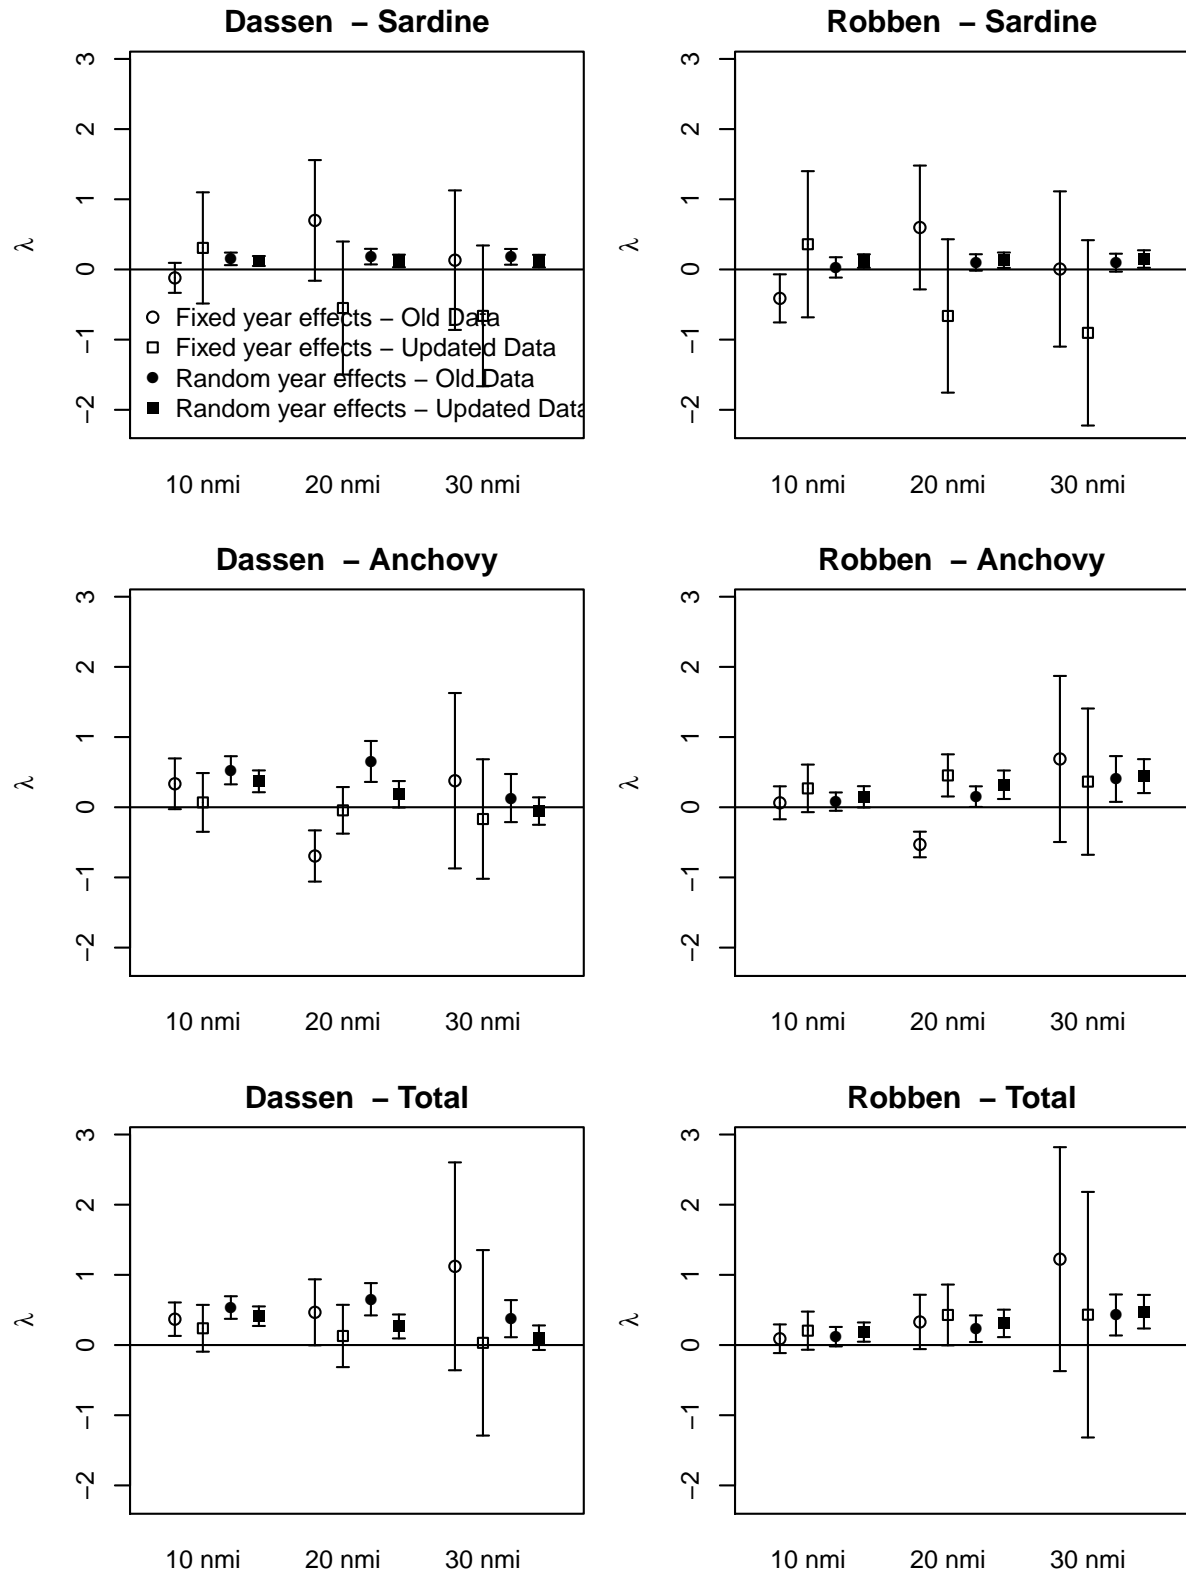 Dassen – Sardine
3
2
1
0
−1
−2
λ
Fixed year effects – Old Data
Fixed year effects – Updated Data
Random year effects – Old Data
Random year effects – Updated Data
10 nmi 20 nmi 30 nmi
Robben – Sardine
3
2
1
0
−1
−2
λ
10 nmi 20 nmi 30 nmi
Dassen – Anchovy
3
2
1
0
−1
−2
λ
10 nmi 20 nmi 30 nmi
Robben – Anchovy
3
2
1
0
−1
−2
λ
10 nmi 20 nmi 30 nmi
Dassen – Total
3
2
1
0
−1
−2
λ
10 nmi 20 nmi 30 nmi
Robben – Total
3
2
1
0
−1
−2
λ
10 nmi 20 nmi 30 nmi